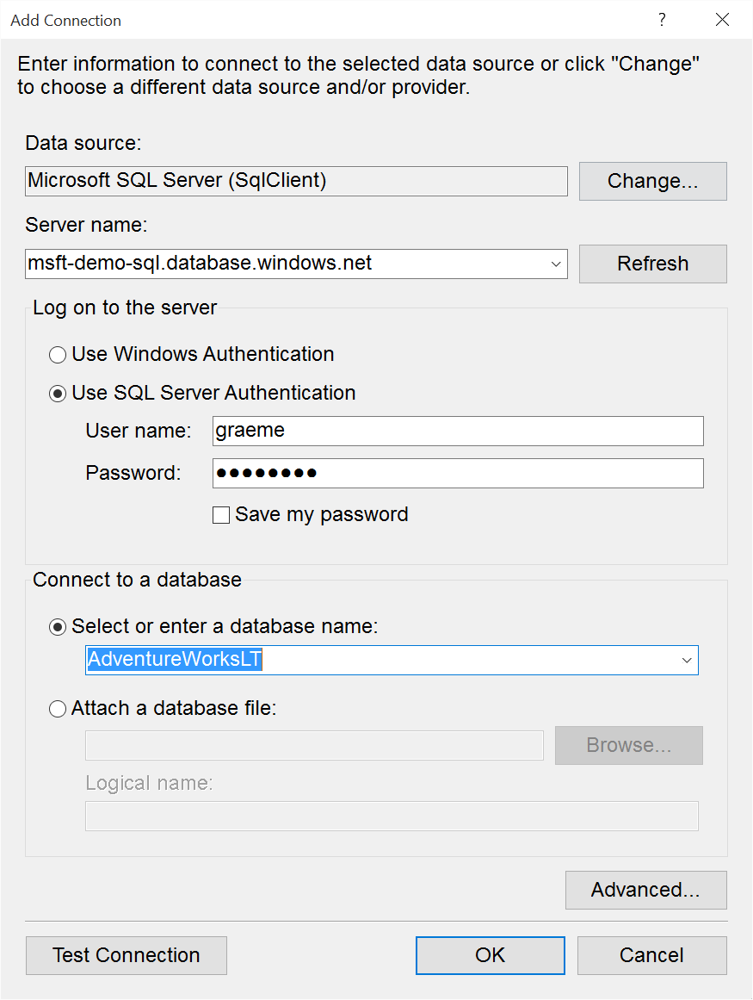 Add Connection
?
Enter information to connect to the selected data source or click "Change"
to choose a different data source and/or provider.
Data source:
Microsoft SQL Server (SqlClient)
Change...
Server name:
msft-demo-sql.database.windows.net
Refresh
Log on to the server
Use Windows Authentication
Use SQL Server Authentication
User name:
graeme
Password:
●●●●●●●●
Save my password
Connect to a database
Select or enter a database name:
AdventureWorksLT
Attach a database file:
Browse...
Logical name:
Advanced...
Test Connection
OK
Cancel